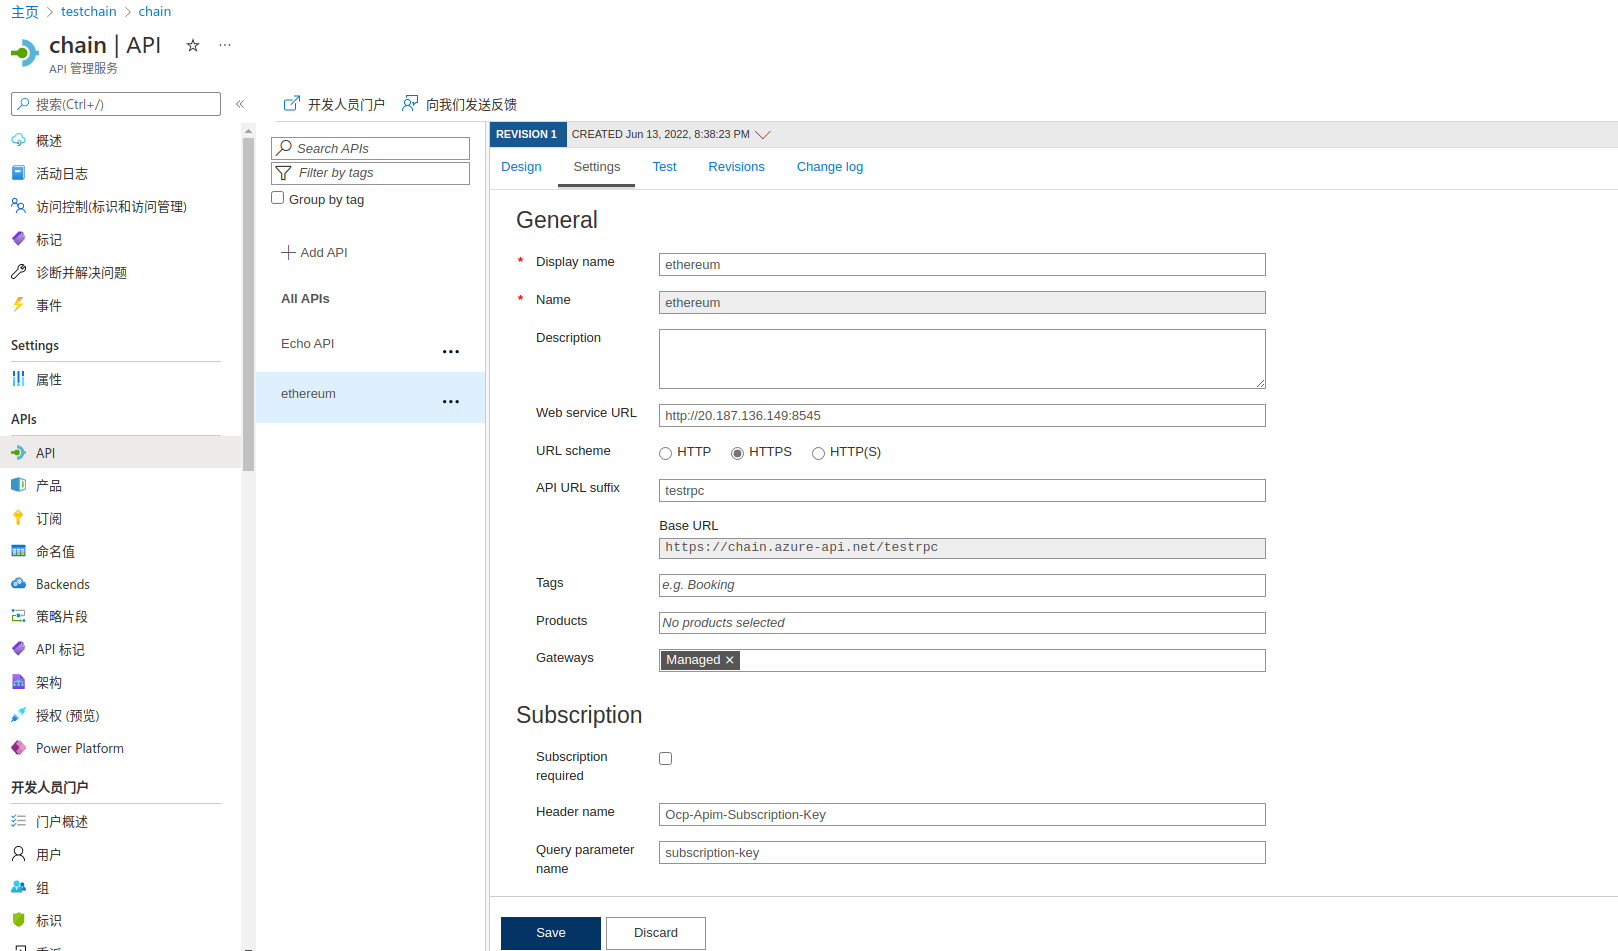 主页 > testchain > chain
chain | API
API 管理服务
搜索(Ctrl+/)
«
概述
活动日志
访问控制(标识和访问管理)
标记
诊断并解决问题
事件
Settings
属性
APIs
API
产品
订阅
命名值
Backends
策略片段
API 标记
架构
授权 (预览)
Power Platform
开发人员门户
门户概述
用户
组
标识
开发人员门户
向我们发送反馈
Search APIs
Filter by tags
Group by tag
+ Add API
All APIs
Echo API
ethereum
REVISION 1 CREATED Jun 13, 2022, 8:38:23 PM
Design Settings Test Revisions Change log
General
* Display name ethereum
* Name ethereum
Description
Web service URL http://20.187.136.149:8545
URL scheme HTTP HTTPS HTTP(S)
API URL suffix testrpc
Base URL
https://chain.azure-api.net/testrpc
Tags e.g. Booking
Products No products selected
Gateways Managed ×
Subscription
Subscription
required
Header name Ocp-Apim-Subscription-Key
Query parameter subscription-key
name
Save Discard